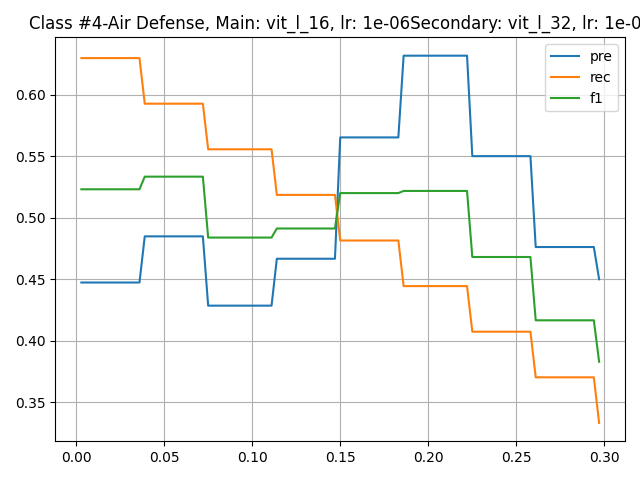 Class #4-Air Defense, Main: vit_l_16, lr: 1e-06Secondary: vit_l_32, lr: 1e-0
pre
rec
f1
0.60
0.55
0.50
0.45
0.40
0.35
0.00 0.05 0.10 0.15 0.20 0.25 0.30